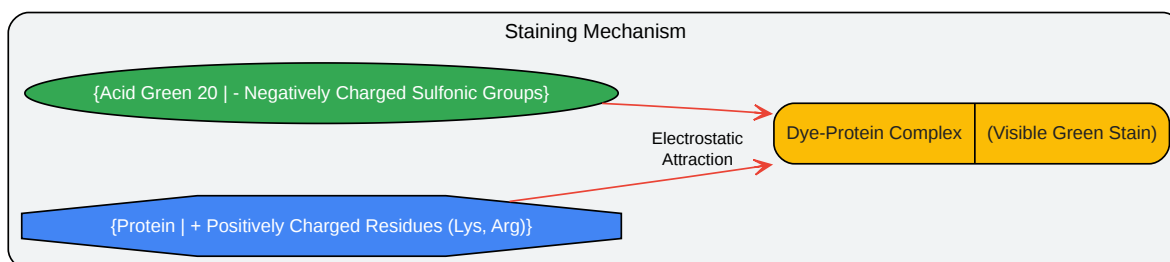 Staining Mechanism
{Acid Green 20 | - Negatively Charged Sulfonic Groups}
Dye-Protein Complex
(Visible Green Stain)
Electrostatic
Attraction
{Protein | + Positively Charged Residues (Lys, Arg)}